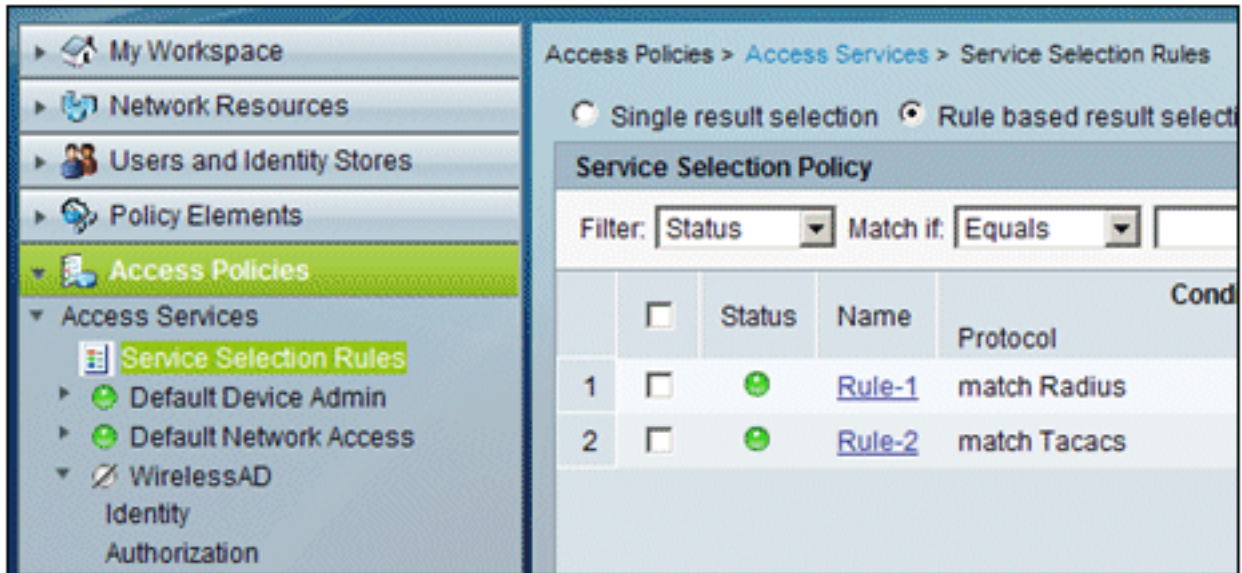 My Workspace
Network Resources
Users and Identity Stores
Policy Elements
Access Policies
Access Services
Service Selection Rules
Default Device Admin
Default Network Access
WirelessAD
Identity
Authorization
Access Policies > Access Services > Service Selection Rules
Single result selection Rule based result selecti
Service Selection Policy
Filter: Status Match if: Equals
Status Name Condi
Protocol
1 Rule-1 match Radius
2 Rule-2 match Tacacs